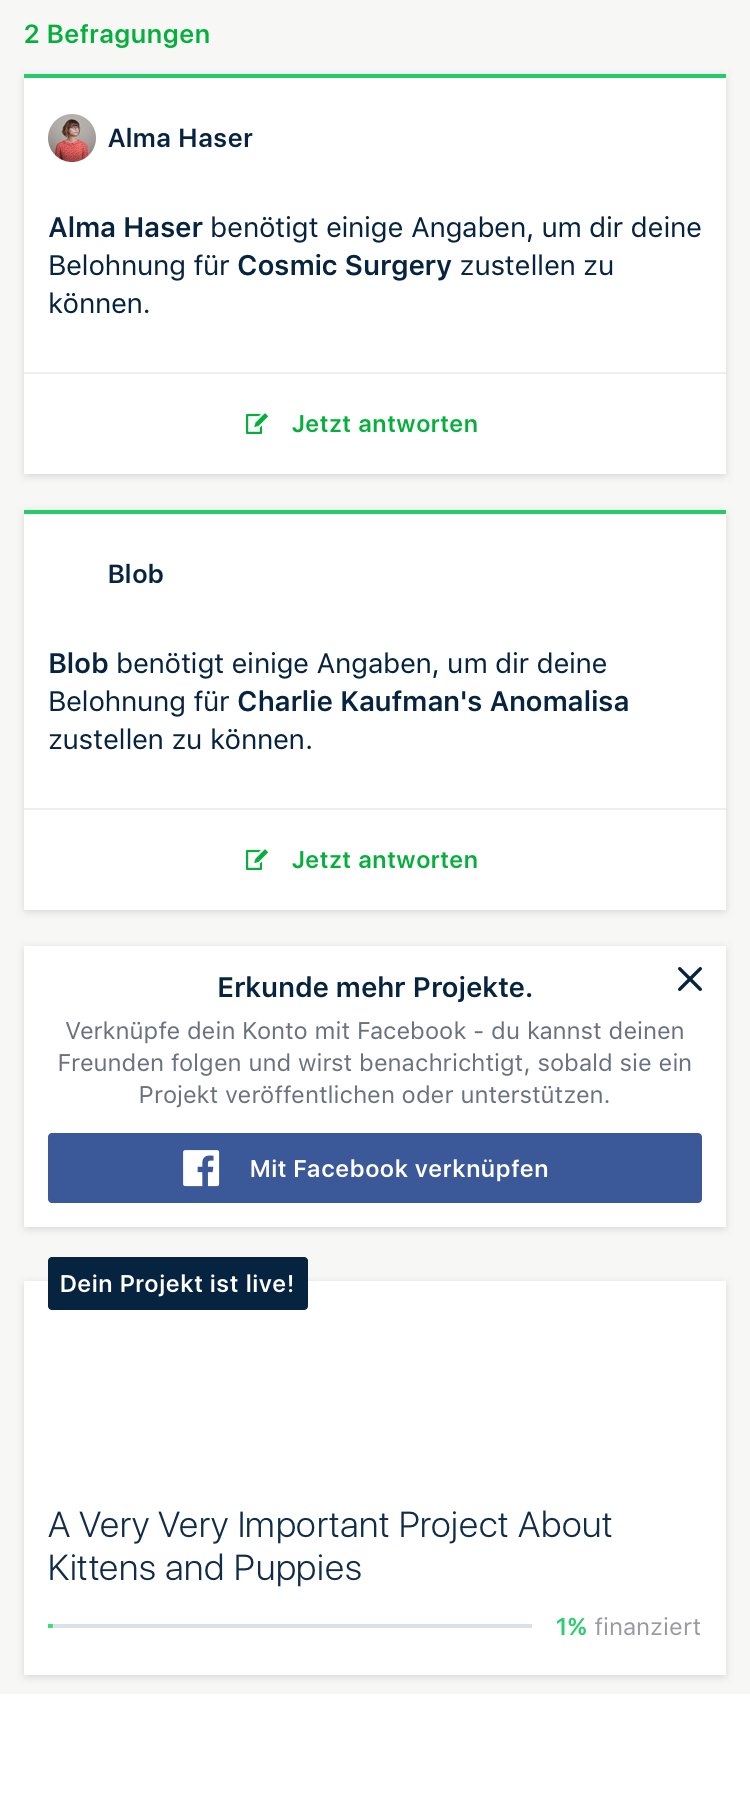 2 Befragungen
Alma Haser
Alma Haser benötigt einige Angaben, um dir deine
Belohnung für Cosmic Surgery zustellen zu
können.
Jetzt antworten
Blob
Blob benötigt einige Angaben, um dir deine
Belohnung für Charlie Kaufman's Anomalisa
zustellen zu können.
Jetzt antworten
Erkunde mehr Projekte.
Verknüpfe dein Konto mit Facebook - du kannst deinen
Freunden folgen und wirst benachrichtigt, sobald sie ein
Projekt veröffentlichen oder unterstützen.
Mit Facebook verknüpfen
Dein Projekt ist live!
A Very Very Important Project About
Kittens and Puppies
1% finanziert